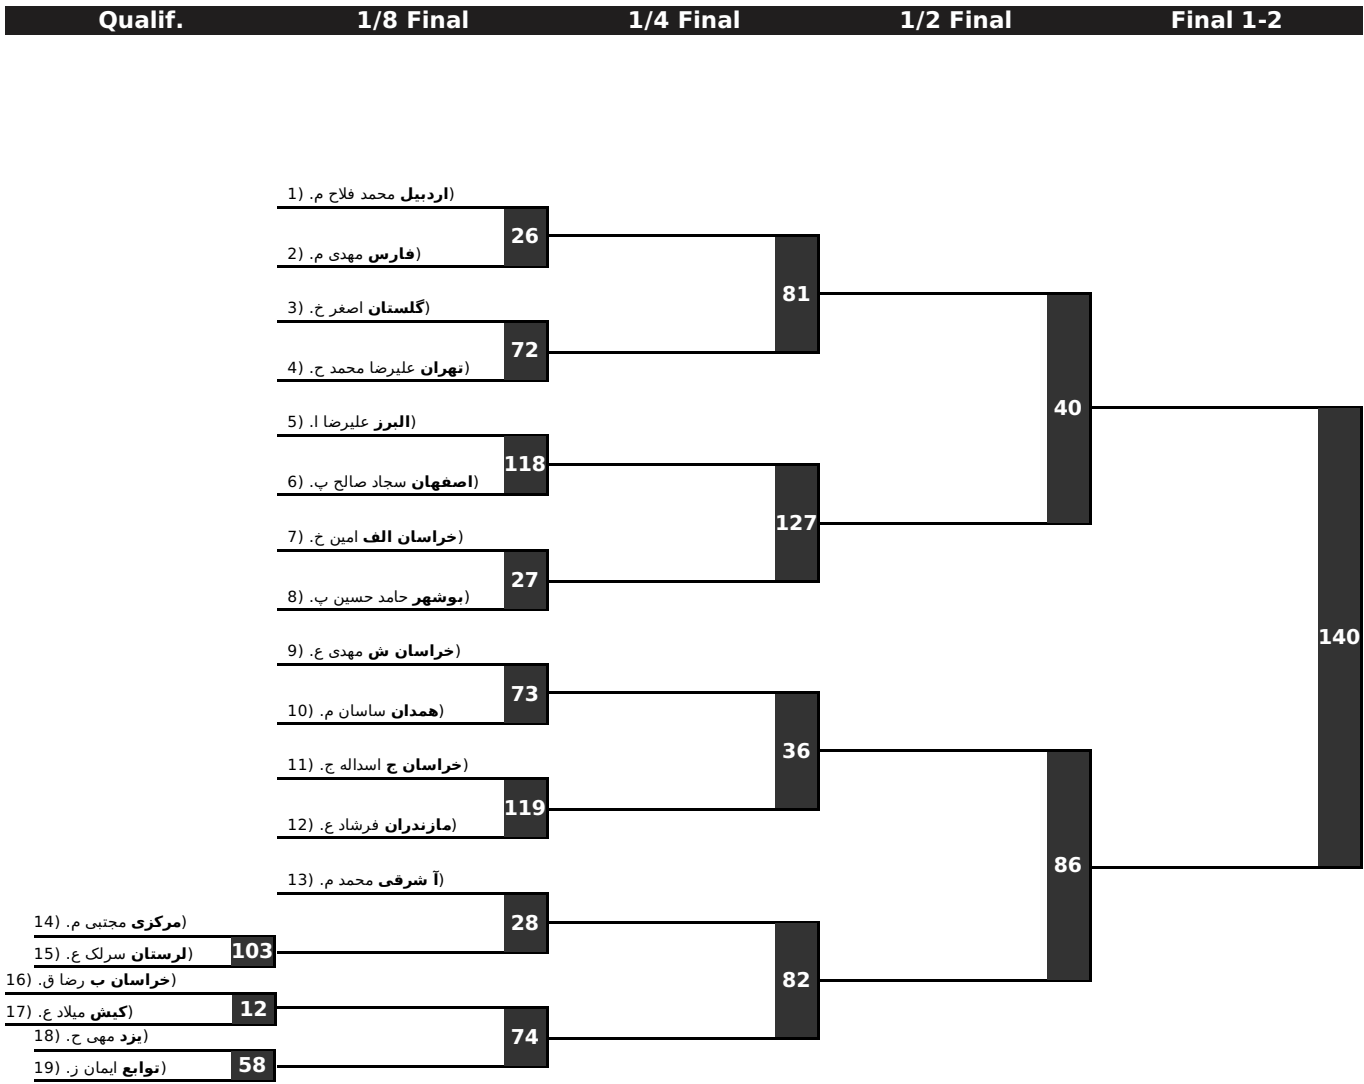 Qualif. 1/8 Final 1/4 Final 1/2 Final Final 1-2
1) .محمد فلاح م اردبیل)
26
2) .مهدی م فارس)
81
3) .اصغر خ گلستان)
72
4) .علیرضا محمد ح تهران)
40
5) .علیرضا ا البرز)
118
6) .سجاد صالح پ اصفهان)
127
7) .امین خ خراسان الف)
27
8) .حامد حسین پ بوشهر)
140
9) .مهدی ع خراسان ش)
73
10) .ساسان م همدان)
36
11) .اسداله ج خراسان ج)
119
12) .فرشاد ع مازندران)
86
13) .محمد م آ شرقی)
28
14) .مجتبی م مرکزی)
103
15) .سرلک ع لرستان)
16) .رضا ق خراسان ب)
82
12
17) .میلاد ع کیش)
18) .مهی ح یزد)
74
58
19) .ایمان ز توابع)